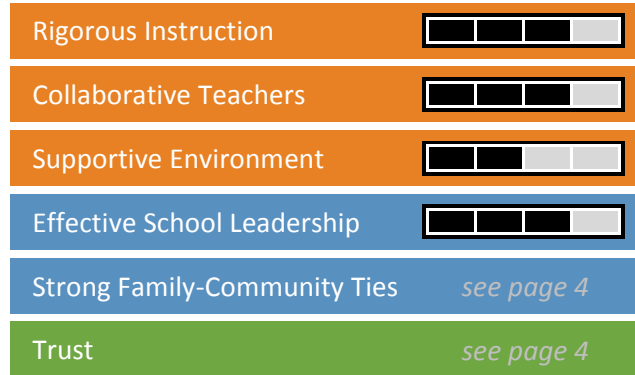 Rigorous Instruction
Collaborative Teachers
Supportive Environment
Effective School Leadership
Strong Family-Community Ties see page 4
Trust see page 4